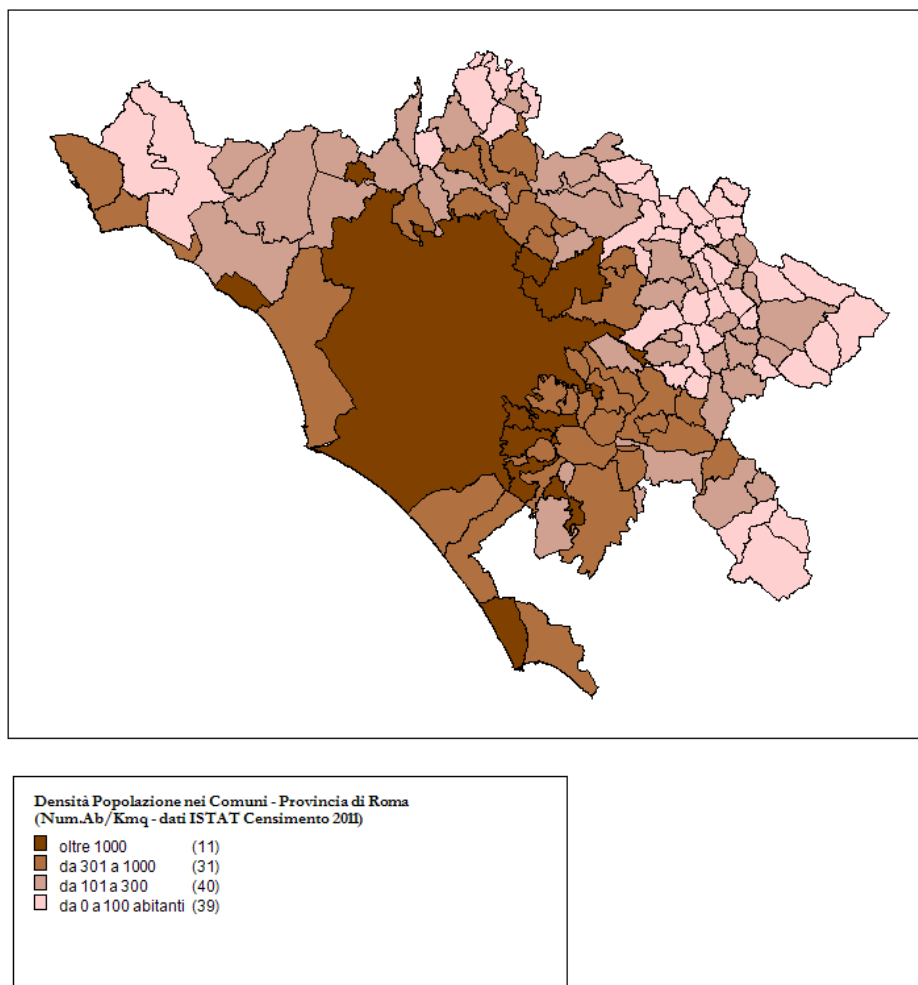 Densità Popolazione nei Comuni - Provincia di Roma
(Num.Ab/Kmq - dati ISTAT Censimento 2011)
oltre 1000 (11)
da 301 a 1000 (31)
da 101 a 300 (40)
da 0 a 100 abitanti (39)